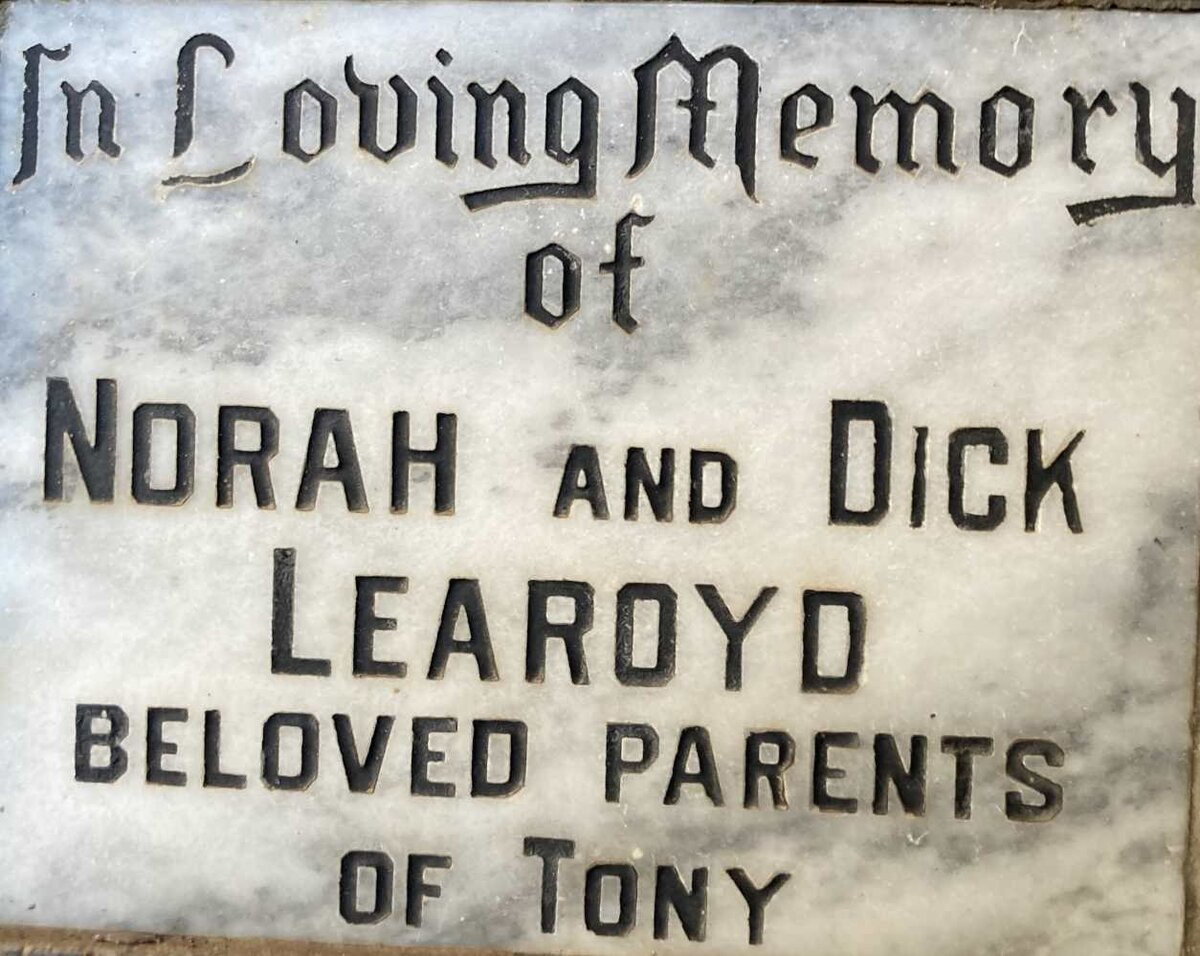 In Loving Memory
of
NORAH AND DICK
LEAROYD
BELOVED PARENTS
OF TONY